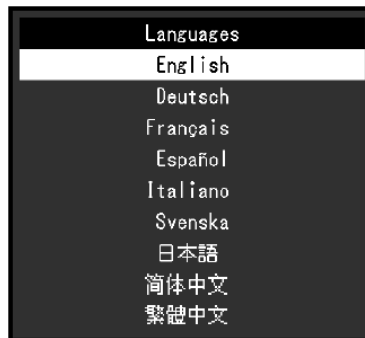 Languages
English
Deutsch
Français
Español
Italiano
Svenska
日本語
简体中文
繁體中文